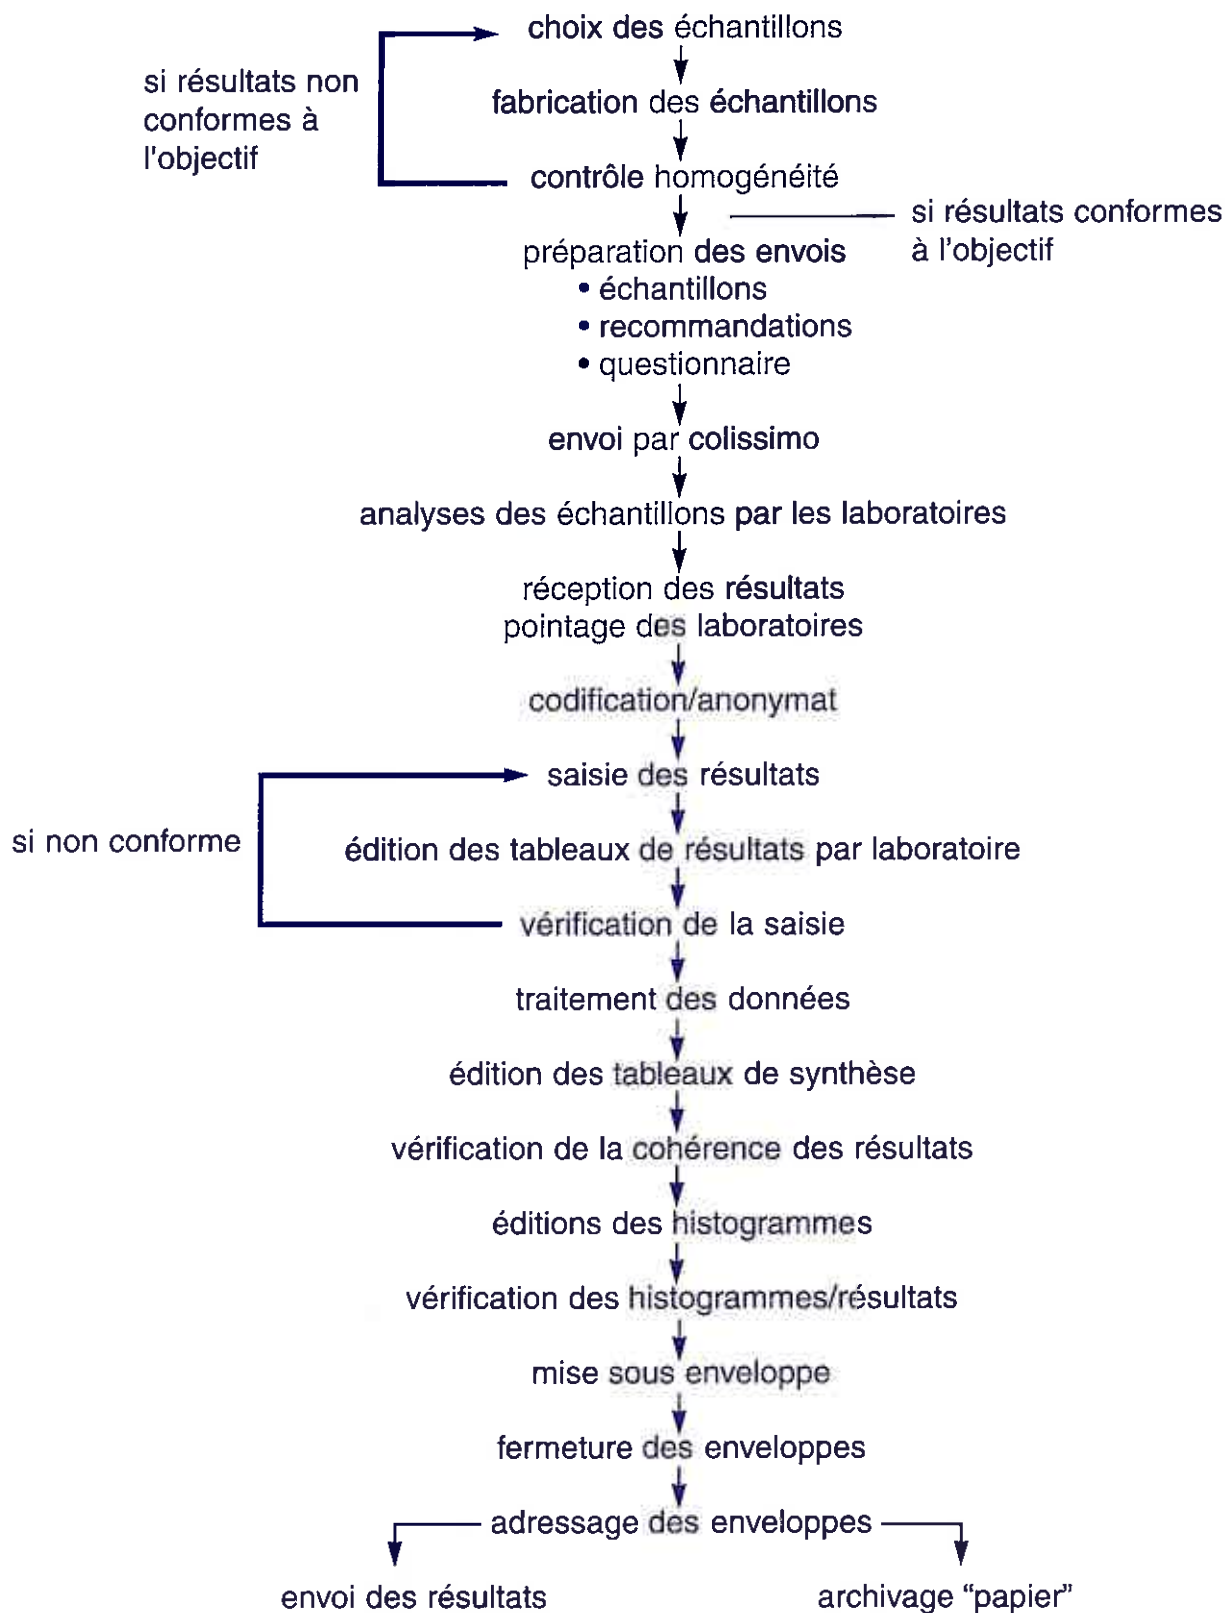 choix des échantillons
si résultats non
conformes à
l'objectif
fabrication des échantillons
contrôle homogénéité
si résultats conformes
à l'objectif
préparation des envois
• échantillons
• recommandations
• questionnaire
envoi par colissimo
analyses des échantillons par les laboratoires
réception des résultats
pointage des laboratoires
codification/anonymat
saisie des résultats
si non conforme
édition des tableaux de résultats par laboratoire
vérification de la saisie
traitement des données
édition des tableaux de synthèse
vérification de la cohérence des résultats
éditions des histogrammes
vérification des histogrammes/résultats
mise sous enveloppe
fermeture des enveloppes
adressage des enveloppes
envoi des résultats
archivage "papier"